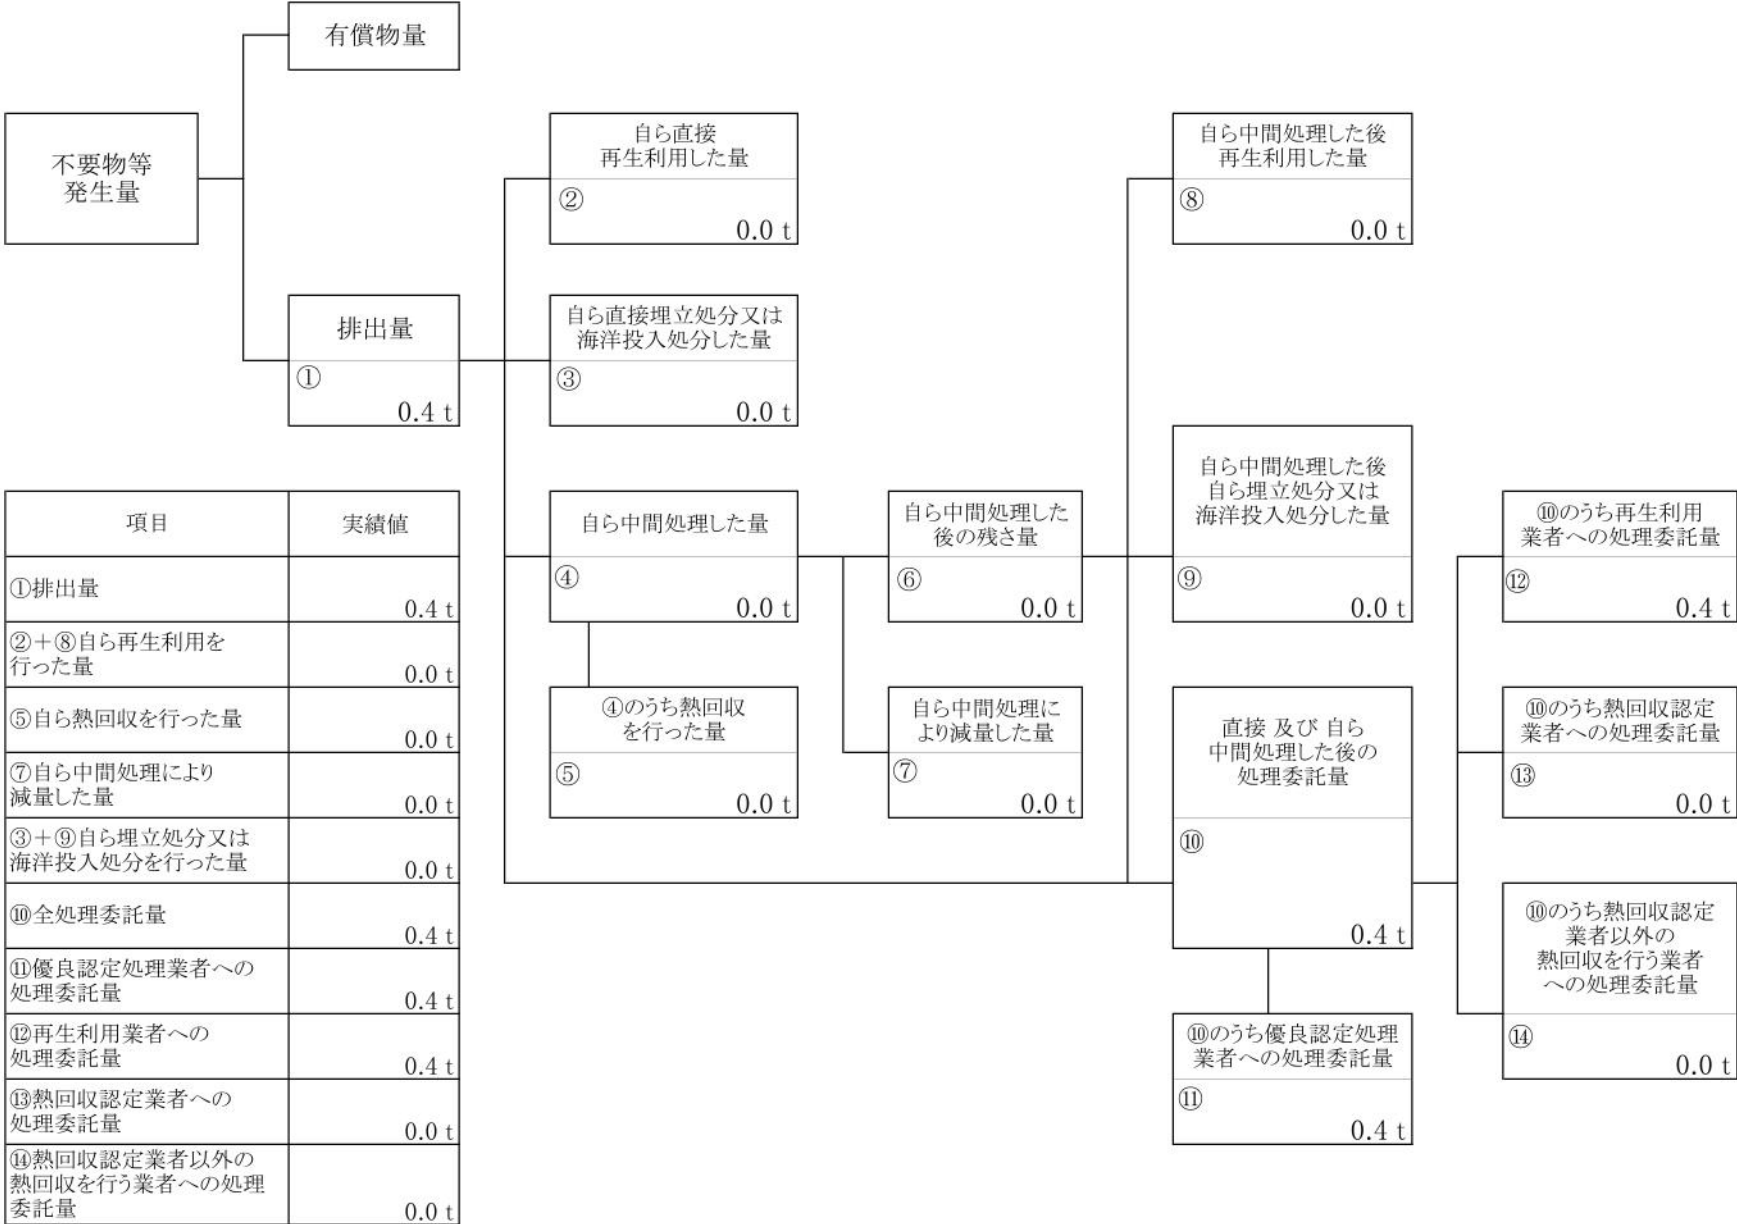 有償物量
不要物等
発生量
排出量
①
0.4 t
自ら直接
再生利用した量
②
0.0 t
自ら直接埋立処分又は
海洋投入処分した量
③
0.0 t
自ら中間処理した量
④
0.0 t
④のうち熱回収
を行った量
⑤
0.0 t
自ら中間処理した
後の残さ量
⑥
0.0 t
自ら中間処理に
より減量した量
⑦
0.0 t
自ら中間処理した後
再生利用した量
⑧
0.0 t
自ら中間処理した後
自ら埋立処分又は
海洋投入処分した量
⑨
0.0 t
直接 及び 自ら
中間処理した後の
処理委託量
⑩
0.4 t
⑩のうち優良認定処理
業者への処理委託量
⑪
0.4 t
⑩のうち再生利用
業者への処理委託量
⑫
0.4 t
⑩のうち熱回収認定
業者への処理委託量
⑬
0.0 t
⑩のうち熱回収認定
業者以外の
熱回収を行う業者
への処理委託量
⑭
0.0 t
項目 実績値
①排出量
0.4 t
②＋⑧自ら再生利用を
行った量
0.0 t
⑤自ら熱回収を行った量
0.0 t
⑦自ら中間処理により
減量した量
0.0 t
③＋⑨自ら埋立処分又は
海洋投入処分を行った量
0.0 t
⑩全処理委託量
0.4 t
⑪優良認定処理業者への
処理委託量
0.4 t
⑫再生利用業者への
処理委託量
0.4 t
⑬熱回収認定業者への
処理委託量
0.0 t
⑭熱回収認定業者以外の
熱回収を行う業者への処理
委託量
0.0 t